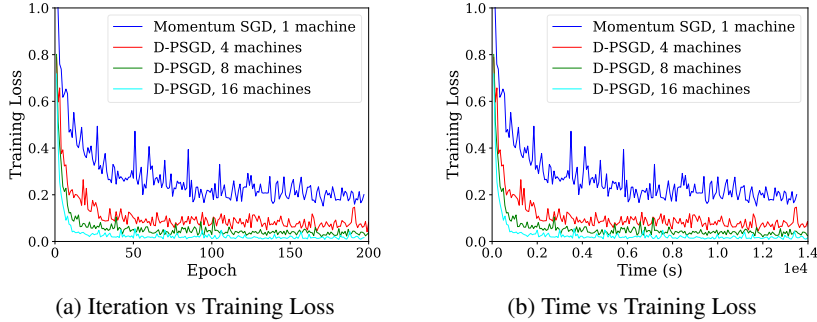 1.0
0.8
0.6
0.4
0.2
0.0
Training Loss
Momentum SGD, 1 machine
D-PSGD, 4 machines
D-PSGD, 8 machines
D-PSGD, 16 machines
0 50 100 150 200
Epoch
(a) Iteration vs Training Loss
1.0
0.8
0.6
0.4
0.2
0.0
Training Loss
Momentum SGD, 1 machine
D-PSGD, 4 machines
D-PSGD, 8 machines
D-PSGD, 16 machines
0.0 0.2 0.4 0.6 0.8 1.0 1.2 1.4
Time (s) 1e4
(b) Time vs Training Loss